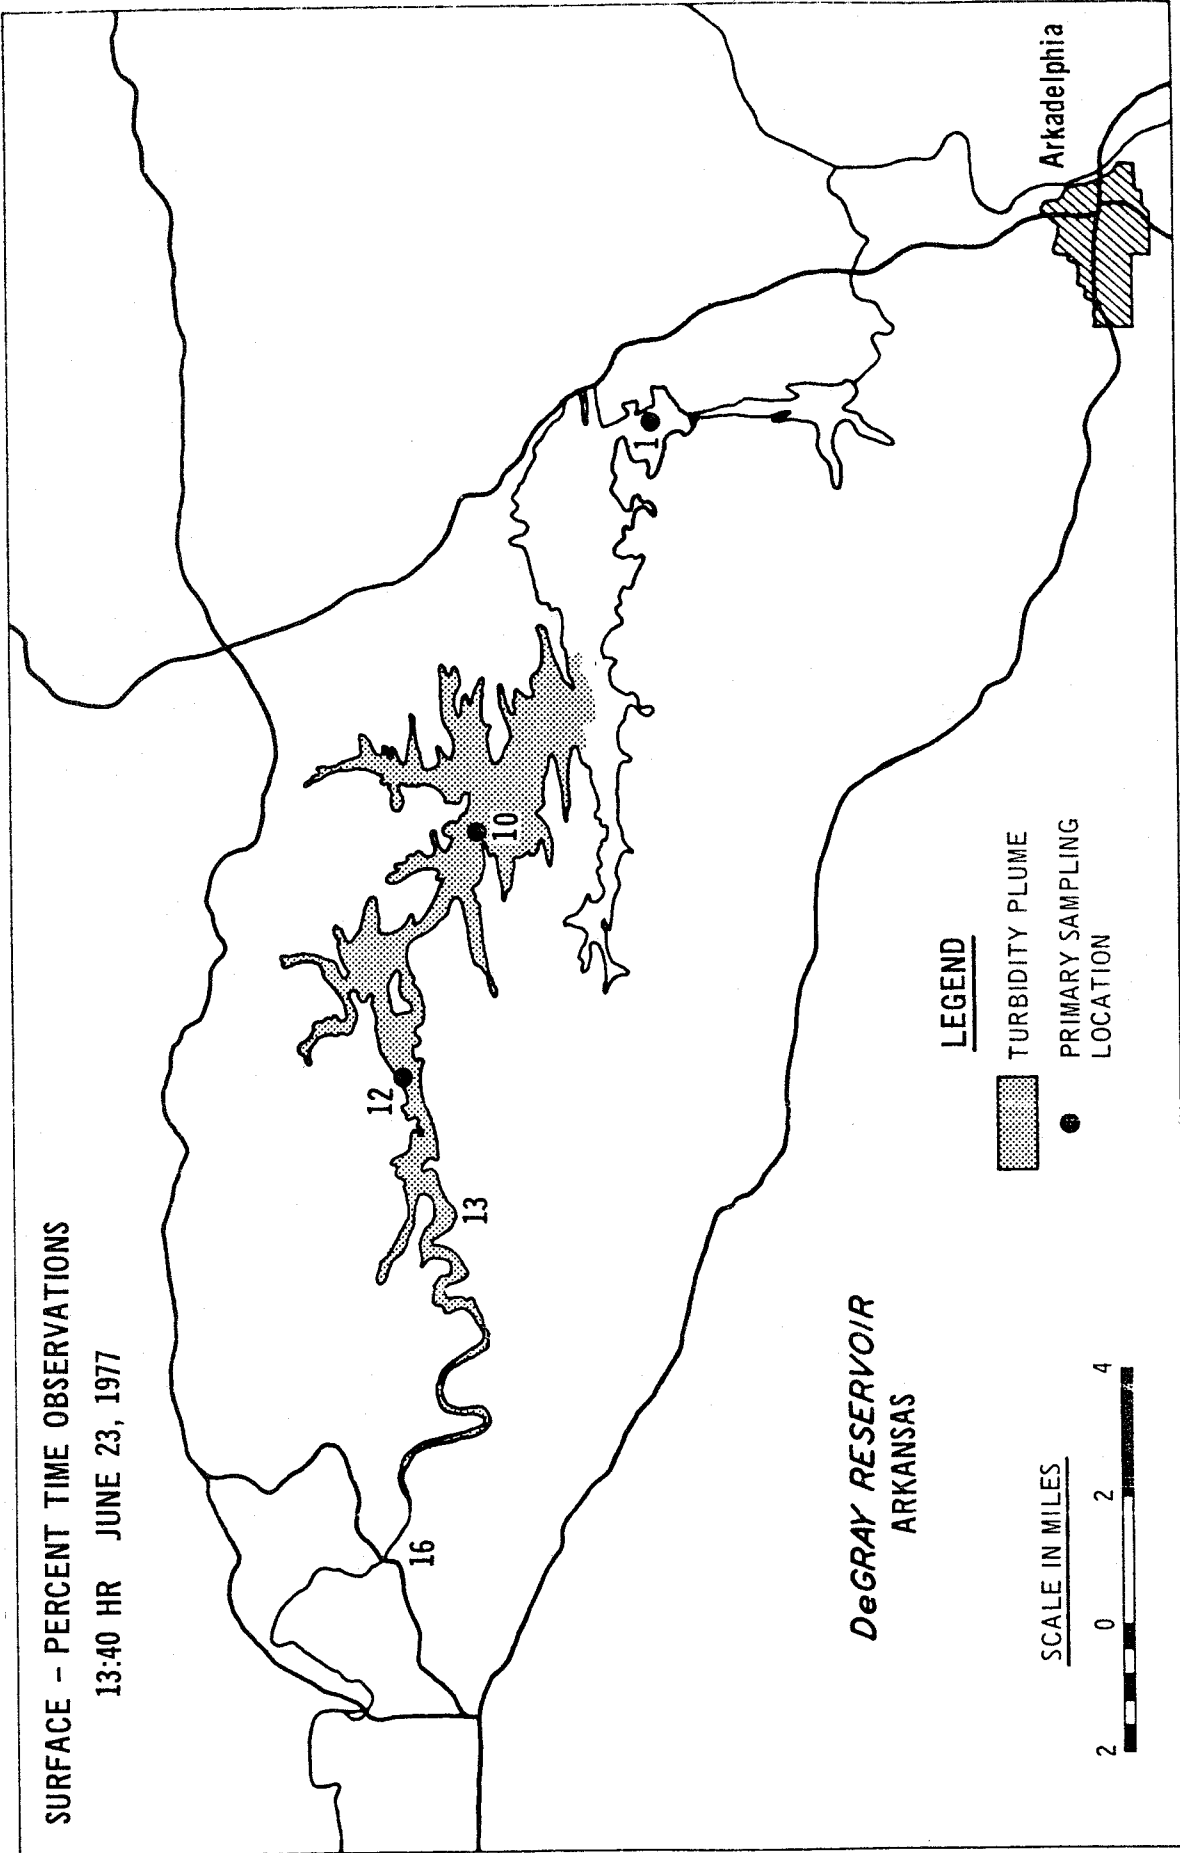 SURFACE - PERCENT TIME OBSERVATIONS
13:40 HR JUNE 23, 1977
16
13
12
10
1
Arkadelphia
DeGRAY RESERVOIR
ARKANSAS
LEGEND
TURBIDITY PLUME
PRIMARY SAMPLING
LOCATION
SCALE IN MILES
2 0 2 4